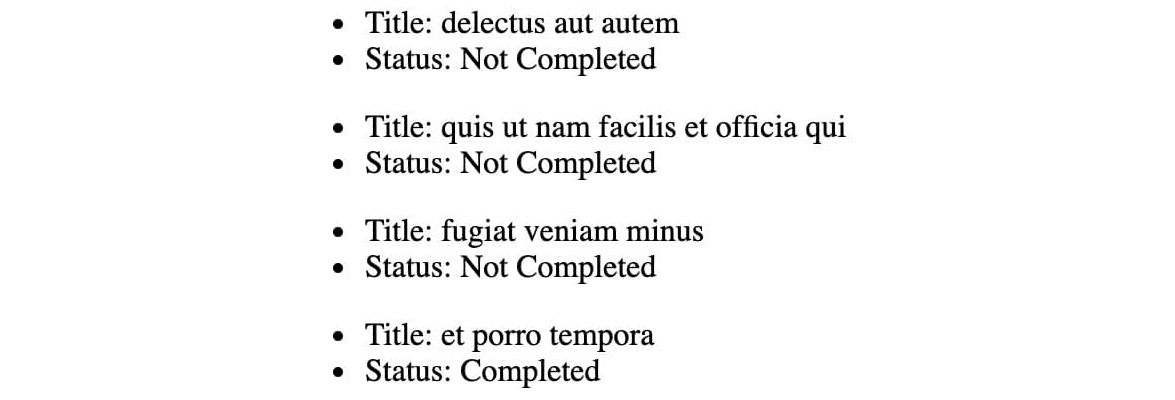 • Title: delectus aut autem
• Status: Not Completed
• Title: quis ut nam facilis et officia qui
• Status: Not Completed
• Title: fugiat veniam minus
• Status: Not Completed
• Title: et porro tempora
• Status: Completed